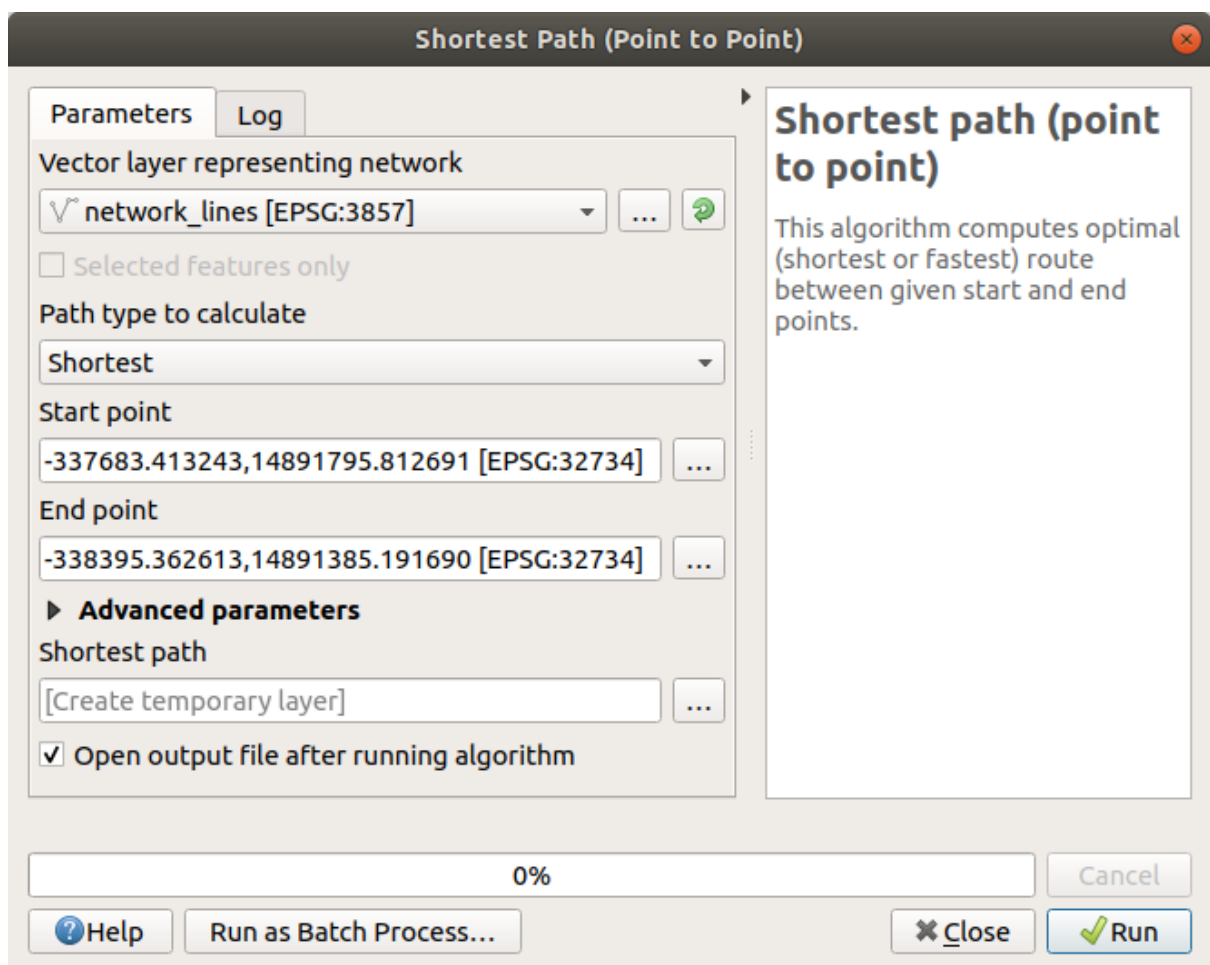 Shortest Path (Point to Point)
Parameters
Log
Vector layer representing network
network_lines [EPSG:3857]
...
Selected features only
Path type to calculate
Shortest
Start point
-337683.413243,14891795.812691 [EPSG:32734]
...
End point
-338395.362613,14891385.191690 [EPSG:32734]
...
Advanced parameters
Shortest path
[Create temporary layer]
...
Open output file after running algorithm
Shortest path (point
to point)
This algorithm computes optimal
(shortest or fastest) route
between given start and end
points.
0%
Cancel
Help
Run as Batch Process...
Close
Run